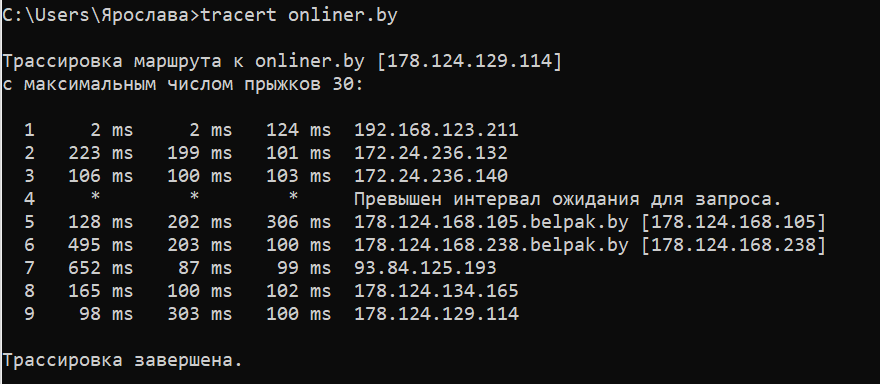 C:\Users\Ярослава>tracert onliner.by
Трассировка маршрута к onliner.by [178.124.129.114]
с максимальным числом прыжков 30:
1 2 ms 2 ms 124 ms 192.168.123.211
2 223 ms 199 ms 101 ms 172.24.236.132
3 106 ms 100 ms 103 ms 172.24.236.140
4 * * * Превышен интервал ожидания для запроса.
5 128 ms 202 ms 306 ms 178.124.168.105.belpak.by [178.124.168.105]
6 495 ms 203 ms 100 ms 178.124.168.238.belpak.by [178.124.168.238]
7 652 ms 87 ms 99 ms 93.84.125.193
8 165 ms 100 ms 102 ms 178.124.134.165
9 98 ms 303 ms 100 ms 178.124.129.114
Трассировка завершена.